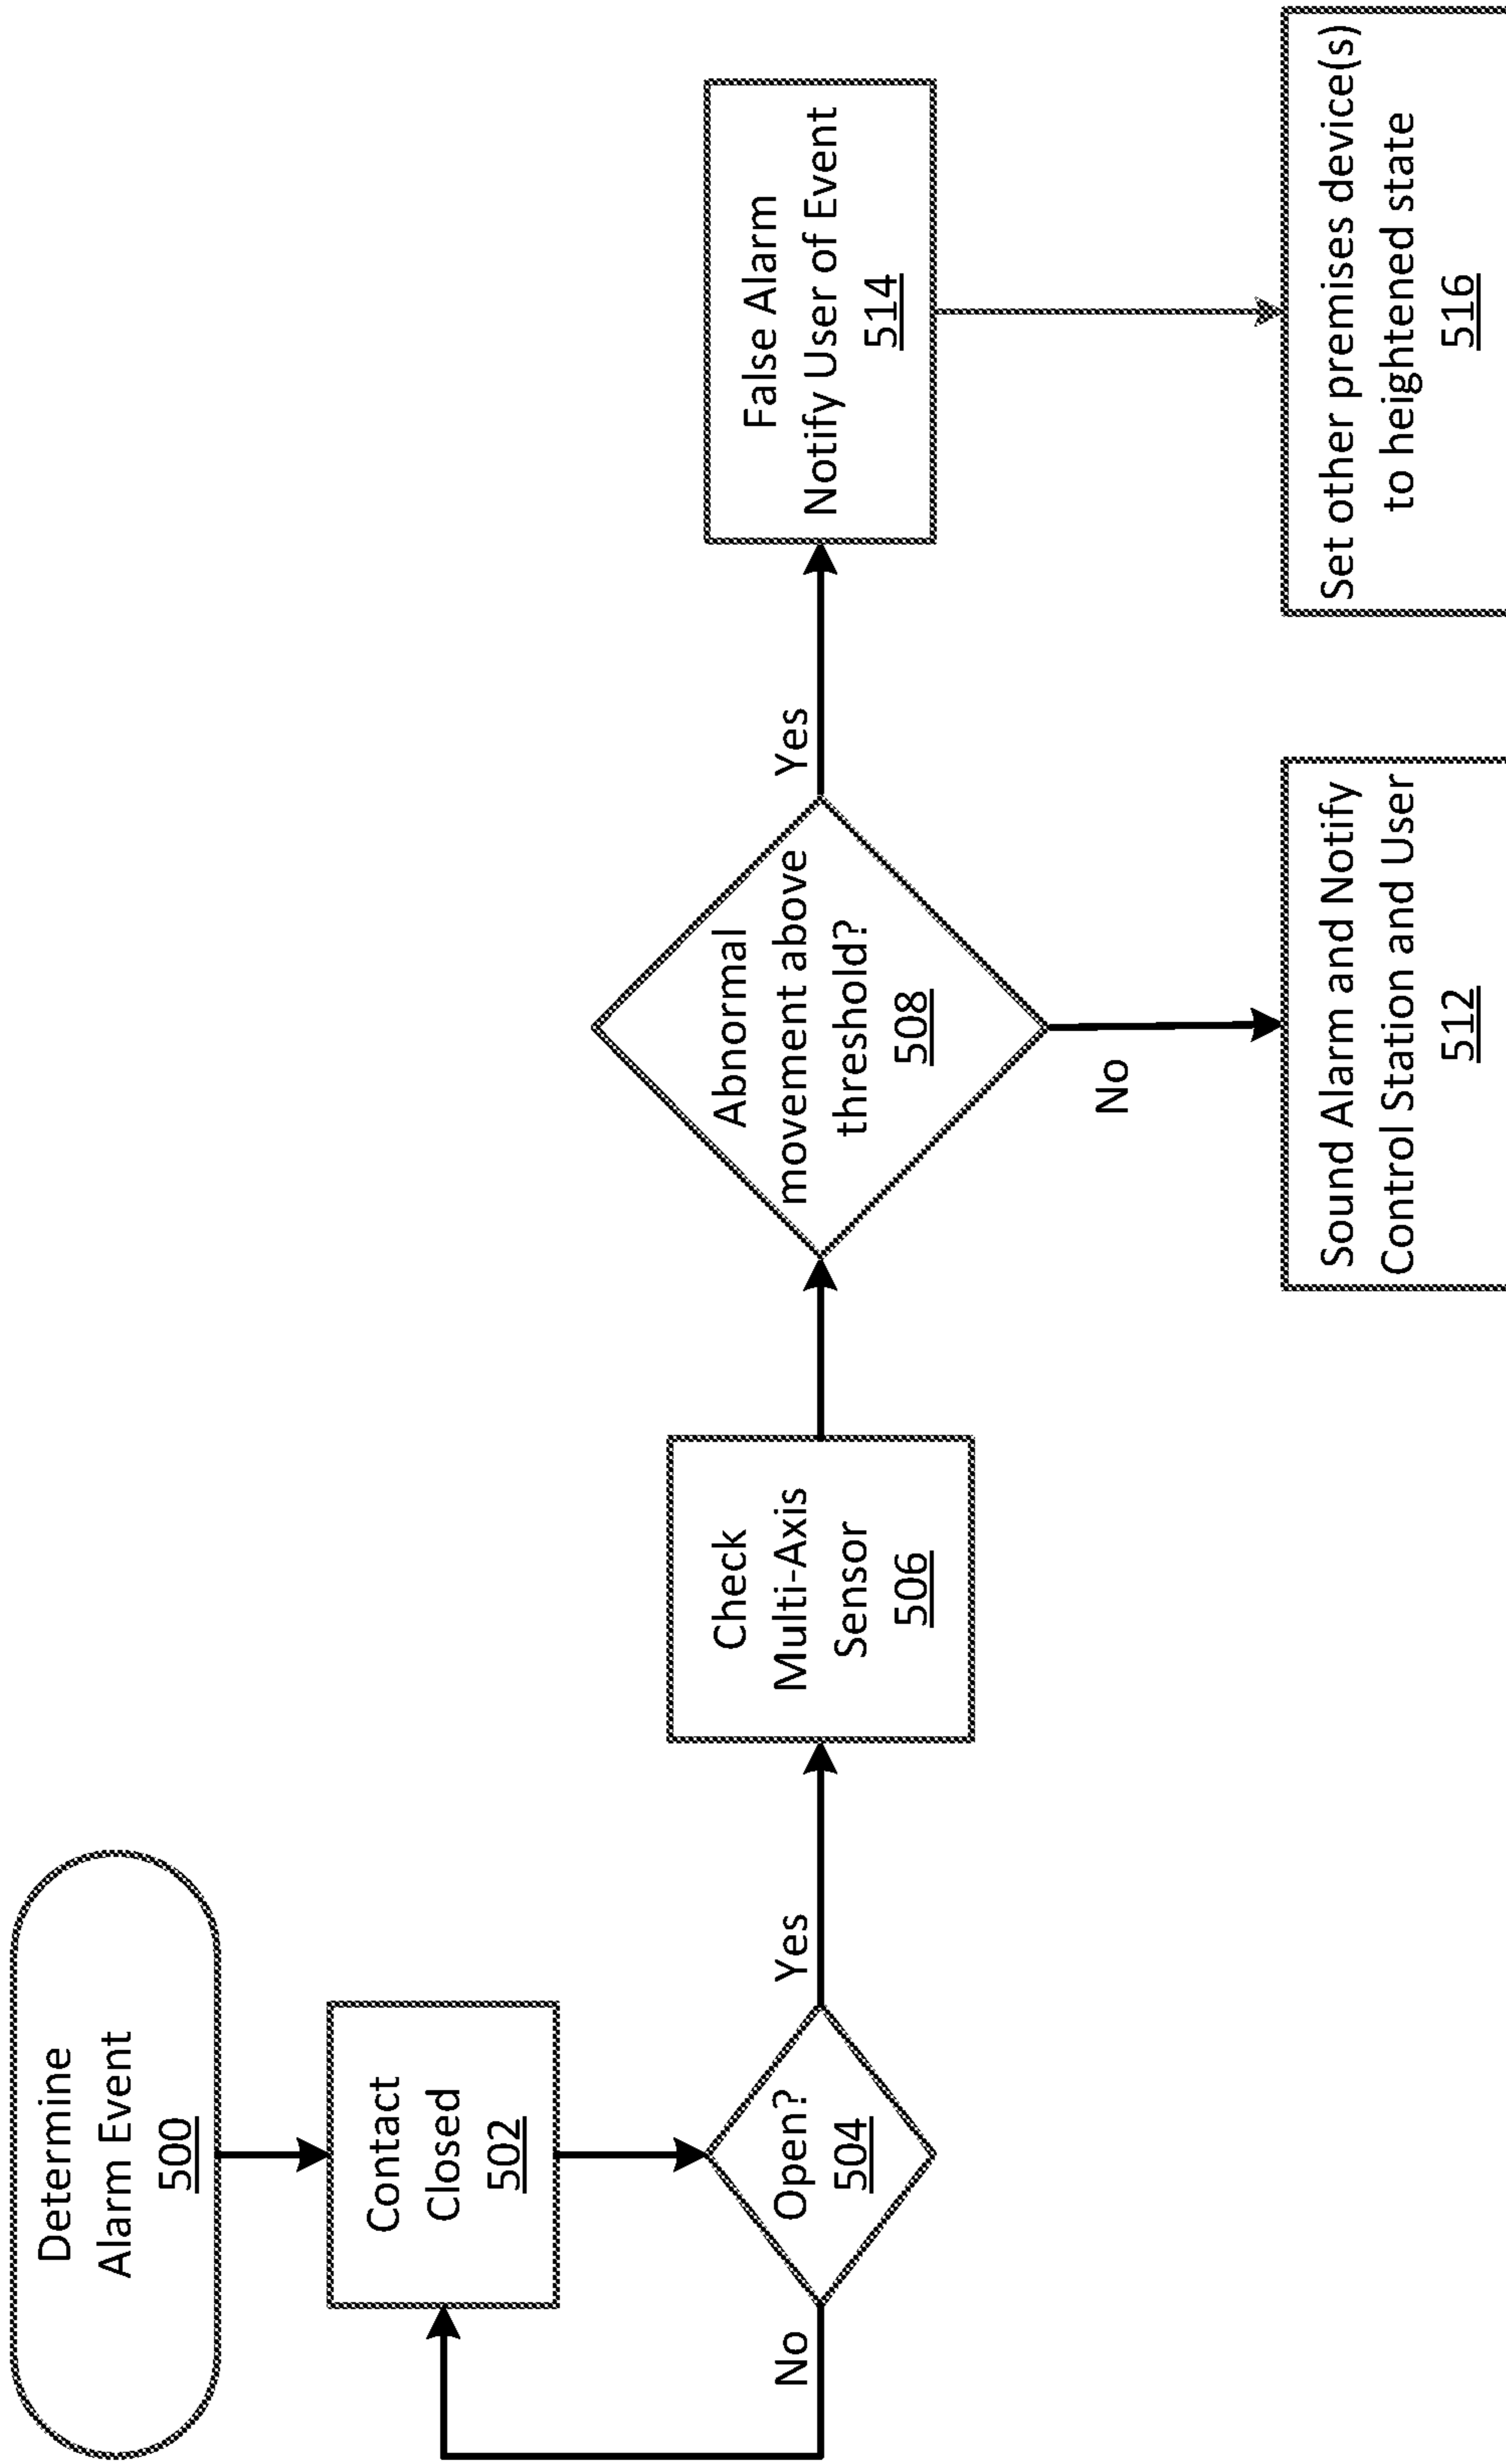 Determine
Alarm Event
500
Contact
Closed
502
Open?
504
No
Yes
Check
Multi-Axis
Sensor
506
Abnormal
movement above
threshold?
508
Yes
No
False Alarm
Notify User of Event
514
Sound Alarm and Notify
Control Station and User
512
Set other premises device(s)
to heightened state
516